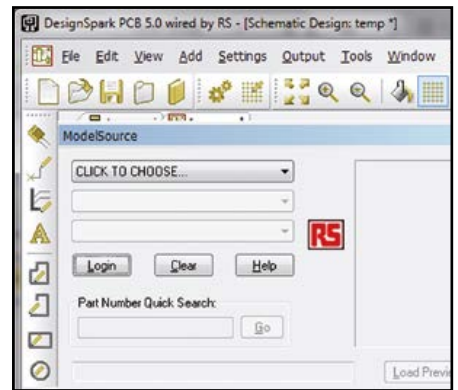 DesignSpark PCB 5.0 wired by RS - [Schematic Design: temp *]
File Edit View Add Settings Output Tools Window
ModelSource
CLICK TO CHOOSE...
RS
Login Clear Help
Part Number Quick Search:
Go
Load Previ